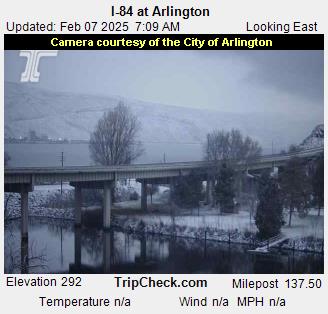 I-84 at Arlington
Updated: Feb 07 2025 7:09 AM Looking East
Camera courtesy of the City of Arlington
Elevation 292 TripCheck.com Milepost 137.50
Temperature n/a Wind n/a MPH n/a